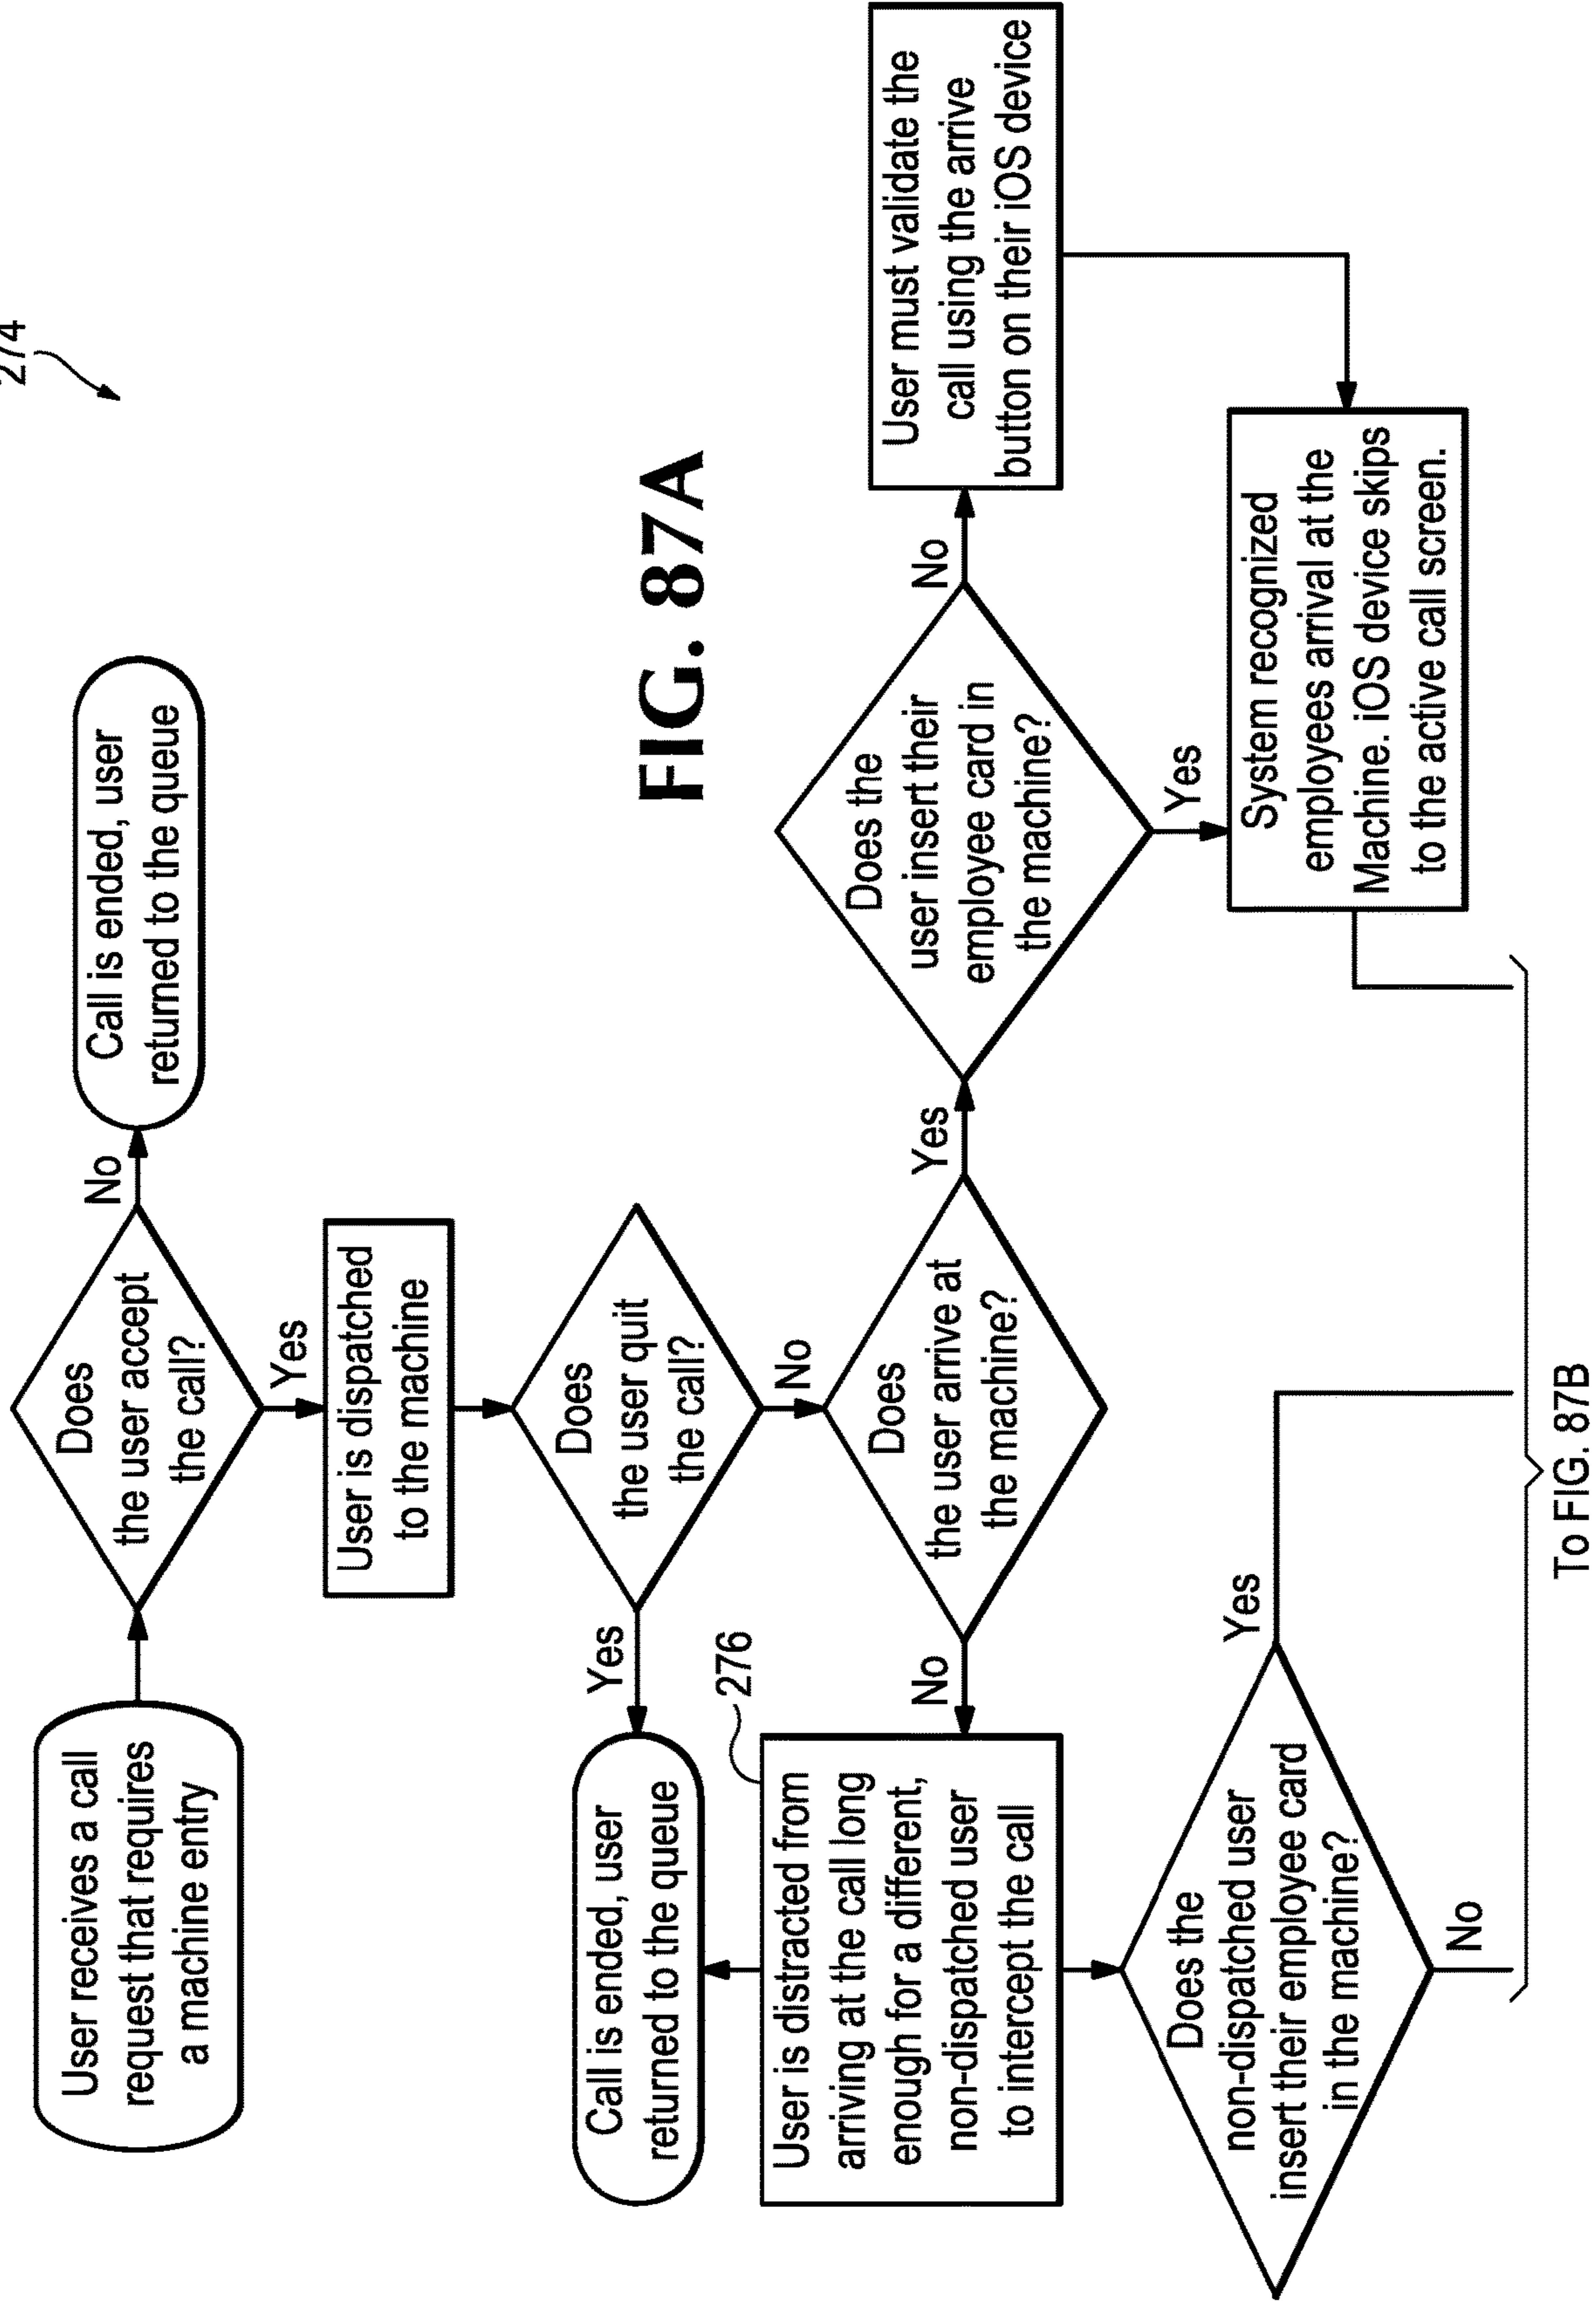 274
User receives a call
request that requires
a machine entry
Does
the user accept
the call?
No
Call is ended, user
returned to the queue
Yes
User is dispatched
to the machine
Does
the user quit
the call?
Yes
Call is ended, user
returned to the queue
No
FIG. 87A
276
User is distracted from
arriving at the call long
enough for a different,
non-dispatched user
to intercept the call
No
Does
the user arrive at
the machine?
Yes
Does the
user insert their
employee card in
the machine?
No
User must validate the
call using the arrive
button on their iOS device
Yes
System recognized
employees arrival at the
Machine. iOS device skips
to the active call screen.
Does the
non-dispatched user
insert their employee card
in the machine?
Yes
No
To FIG. 87B